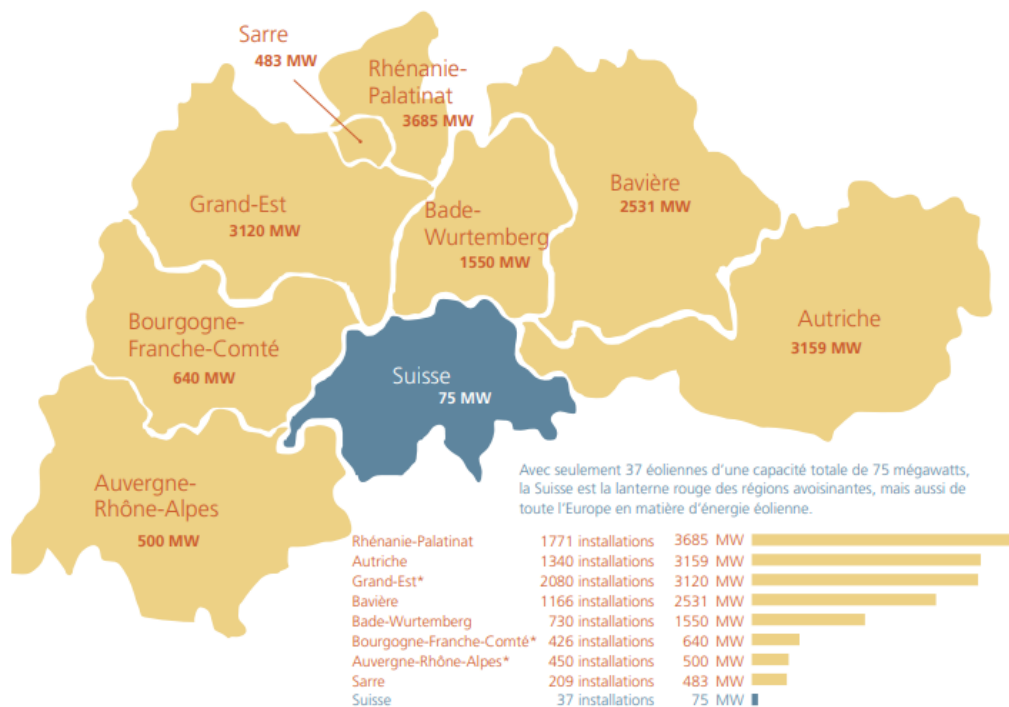 Sarre
483 MW
Rhénanie-
Palatinat
3685 MW
Grand-Est
3120 MW
Bade-
Wurtemberg
1550 MW
Bavière
2531 MW
Autriche
3159 MW
Bourgogne-
Franche-Comté
640 MW
Suisse
75 MW
Auvergne-
Rhône-Alpes
500 MW
Avec seulement 37 éoliennes d'une capacité totale de 75 mégawatts,
la Suisse est la lanterne rouge des régions avoisinantes, mais aussi de
toute l'Europe en matière d'énergie éolienne.
Rhénanie-Palatinat 1771 installations 3685 MW
Autriche 1340 installations 3159 MW
Grand-Est* 2080 installations 3120 MW
Bavière 1166 installations 2531 MW
Bade-Wurtemberg 730 installations 1550 MW
Bourgogne-Franche-Comté* 426 installations 640 MW
Auvergne-Rhône-Alpes* 450 installations 500 MW
Sarre 209 installations 483 MW
Suisse 37 installations 75 MW